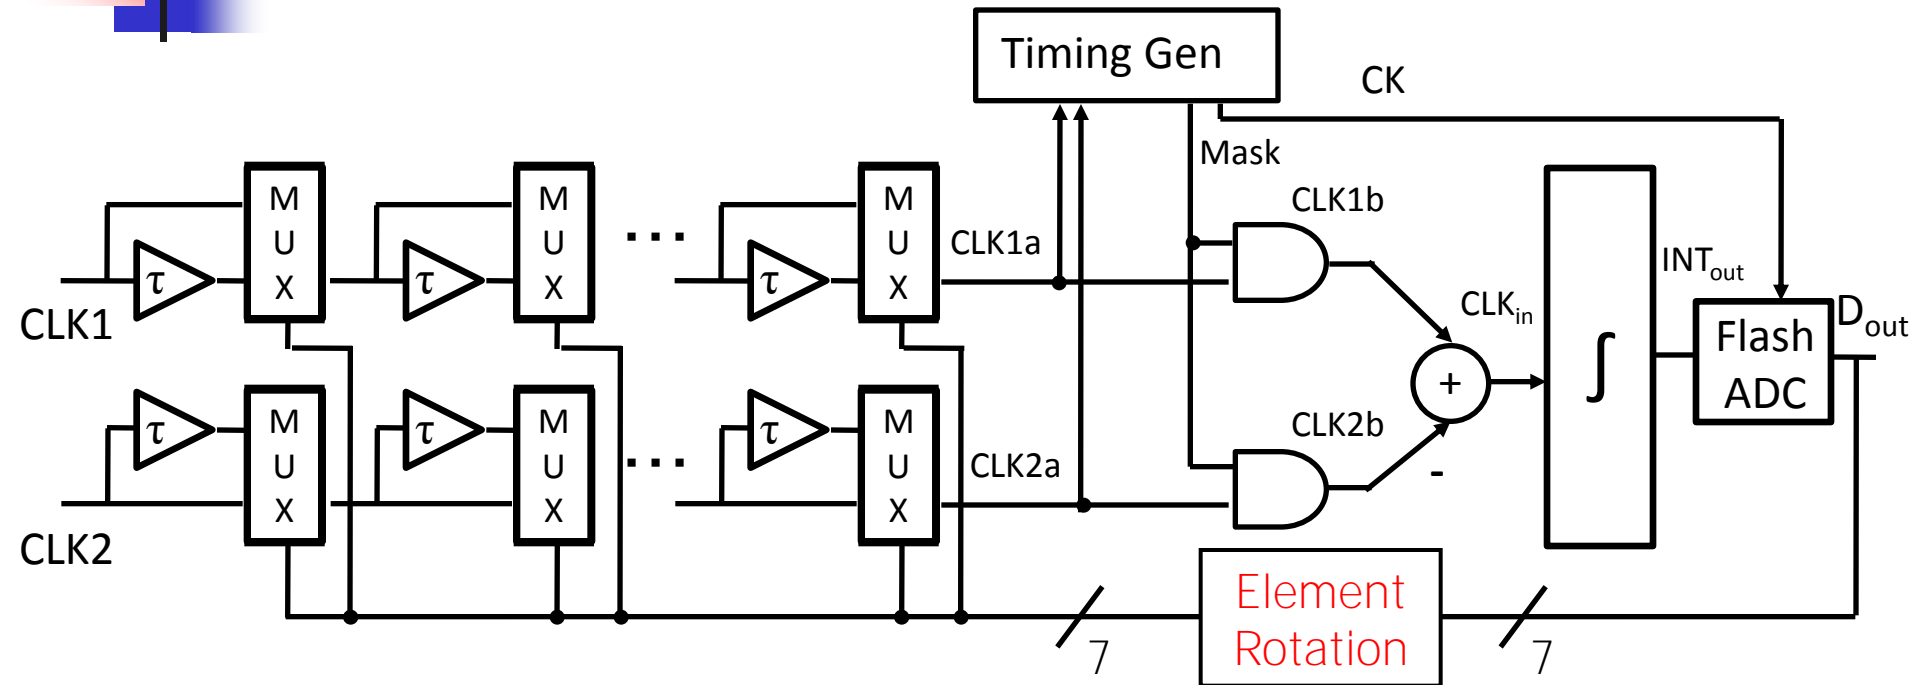 Timing Gen
CK
Mask
M
U
X
M
U
X
M
U
X
CLK1b
τ
τ
...
τ
CLK1a
CLK1
INTout
CLKin
Dout
Flash
ADC
∫
+
-
τ
M
U
X
τ
M
U
X
...
τ
M
U
X
CLK2a
CLK2b
CLK2
Element
Rotation
7
7